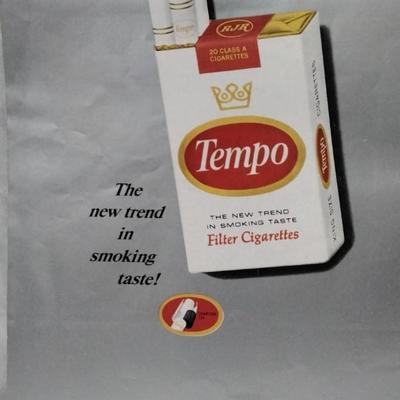 Tempo
RJR
20 CLASS A
CIGARETTES
Tempo
THE NEW TREND
IN SMOKING TASTE
Filter Cigarettes
CIGARETTES
Tempo
KING SIZE
The
new trend
in
smoking
taste!